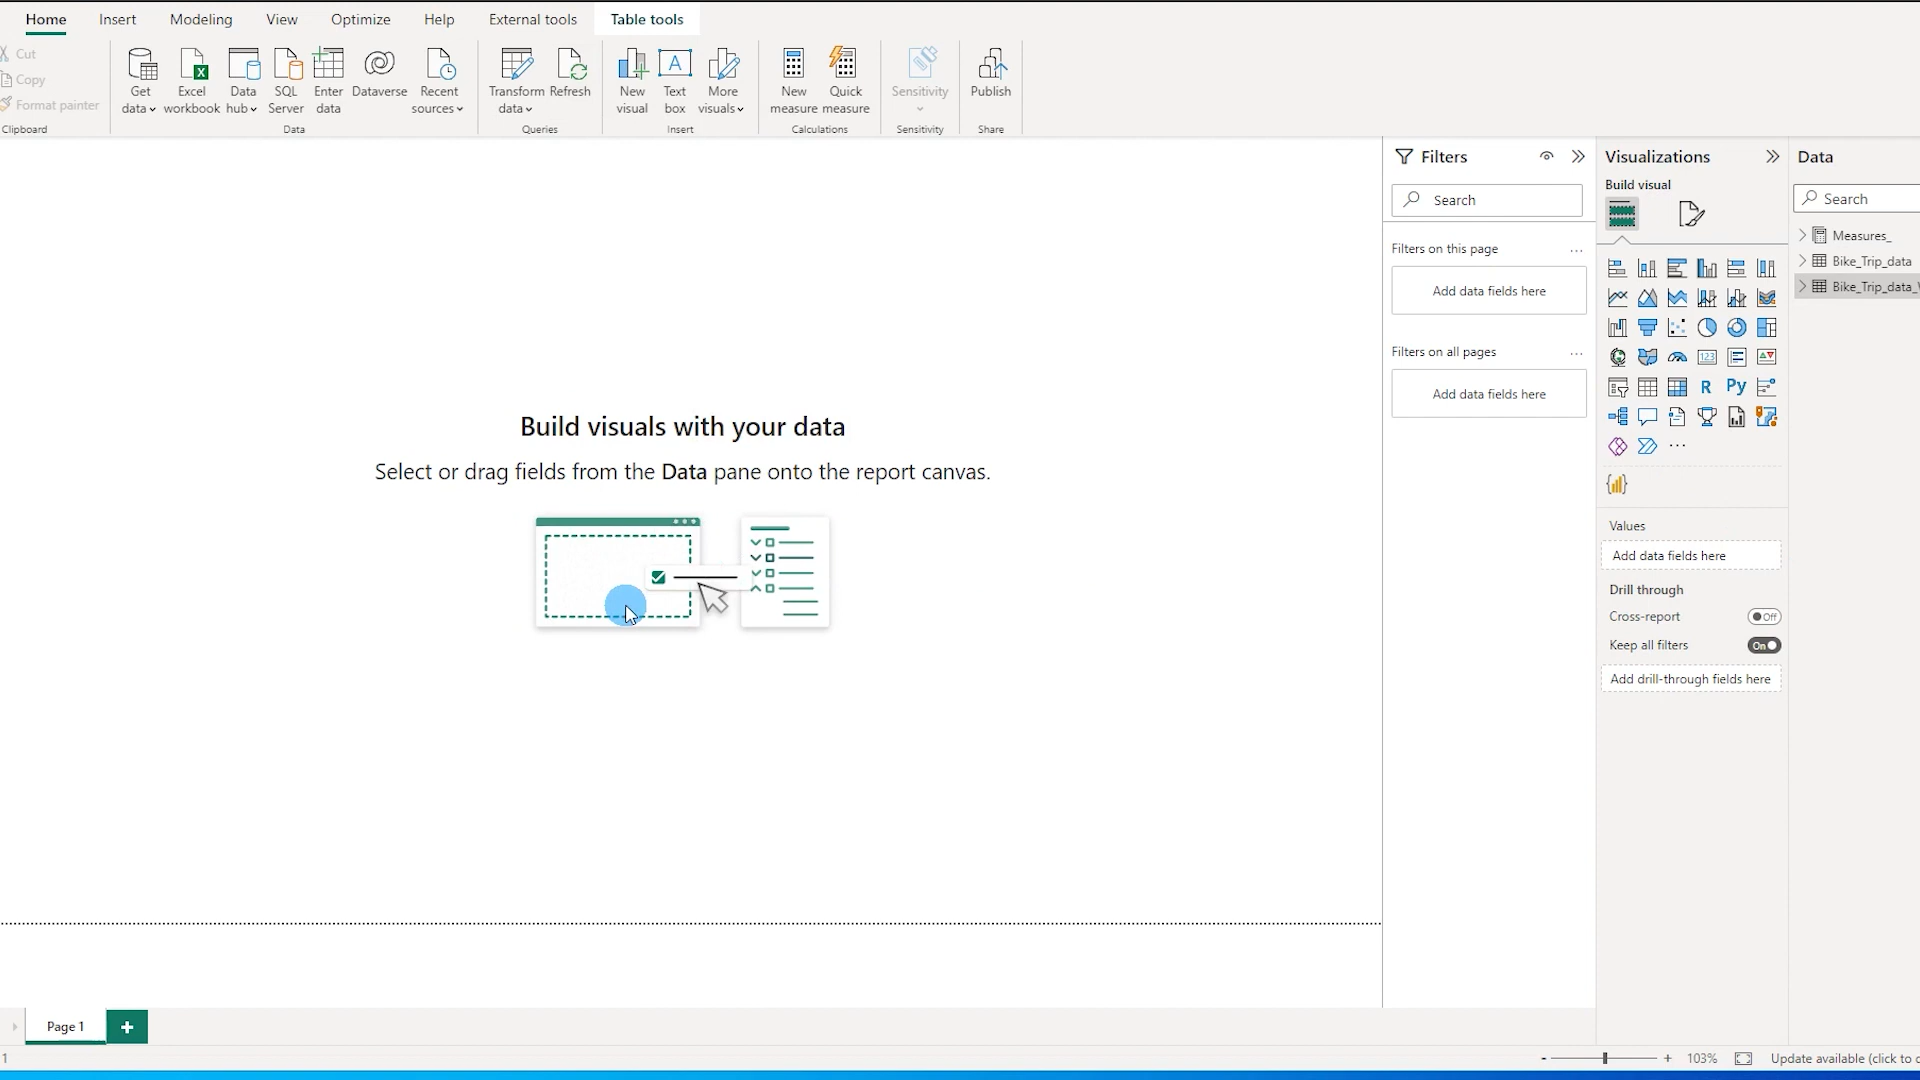 Home Insert Modeling View Optimize Help External tools Table tools
Cut
Copy
Format painter
Clipboard
Get data
Excel workbook
Data hub
SQL Server
Enter data
Dataverse
Recent sources
Data
Transform data
Refresh
Queries
New visual
Text box
More visuals
Insert
New measure
Quick measure
Calculations
Sensitivity
Sensitivity
Publish
Share
Build visuals with your data
Select or drag fields from the Data pane onto the report canvas.
Filters
Search
Filters on this page ...
Add data fields here
Filters on all pages ...
Add data fields here
Visualizations
Build visual
123
R Py
...
Values
Add data fields here
Drill through
Cross-report Off
Keep all filters On
Add drill-through fields here
Data
Search
Measures_
Bike_Trip_data
Bike_Trip_data_
Page 1 +
1
- + 103% Update available (click to